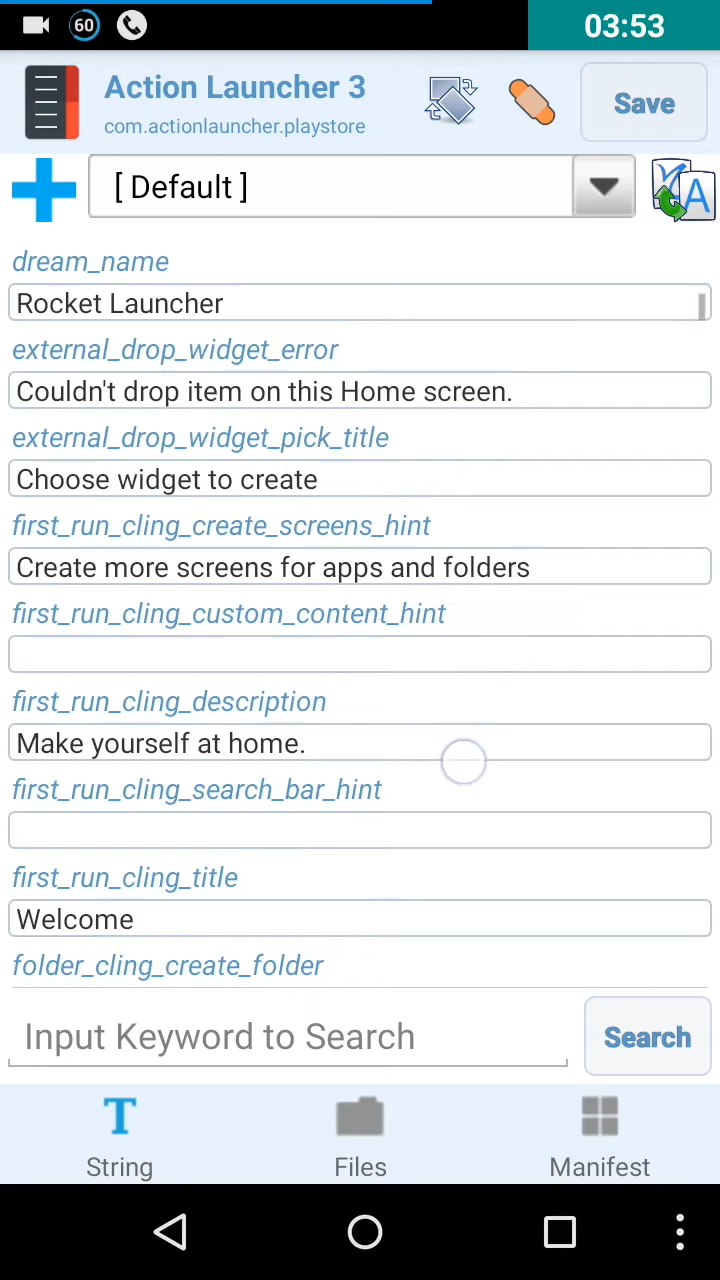 60
03:53
Action Launcher 3
com.actionlauncher.playstore
Save
[ Default ]
A
dream_name
Rocket Launcher
external_drop_widget_error
Couldn't drop item on this Home screen.
external_drop_widget_pick_title
Choose widget to create
first_run_cling_create_screens_hint
Create more screens for apps and folders
first_run_cling_custom_content_hint
first_run_cling_description
Make yourself at home.
first_run_cling_search_bar_hint
first_run_cling_title
Welcome
folder_cling_create_folder
Input Keyword to Search
Search
T
String
Files
Manifest